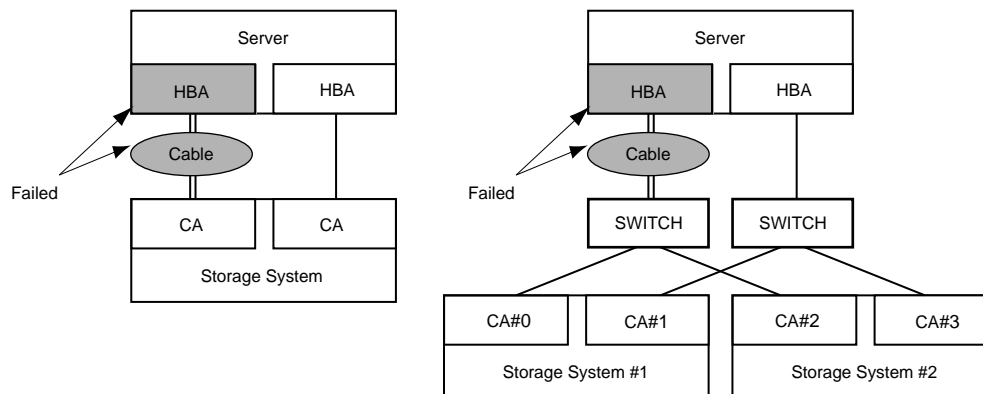 Server
HBA
HBA
Cable
Failed
CA
CA
Storage System
Server
HBA
HBA
Cable
Failed
SWITCH
SWITCH
CA#0
CA#1
CA#2
CA#3
Storage System #1
Storage System #2